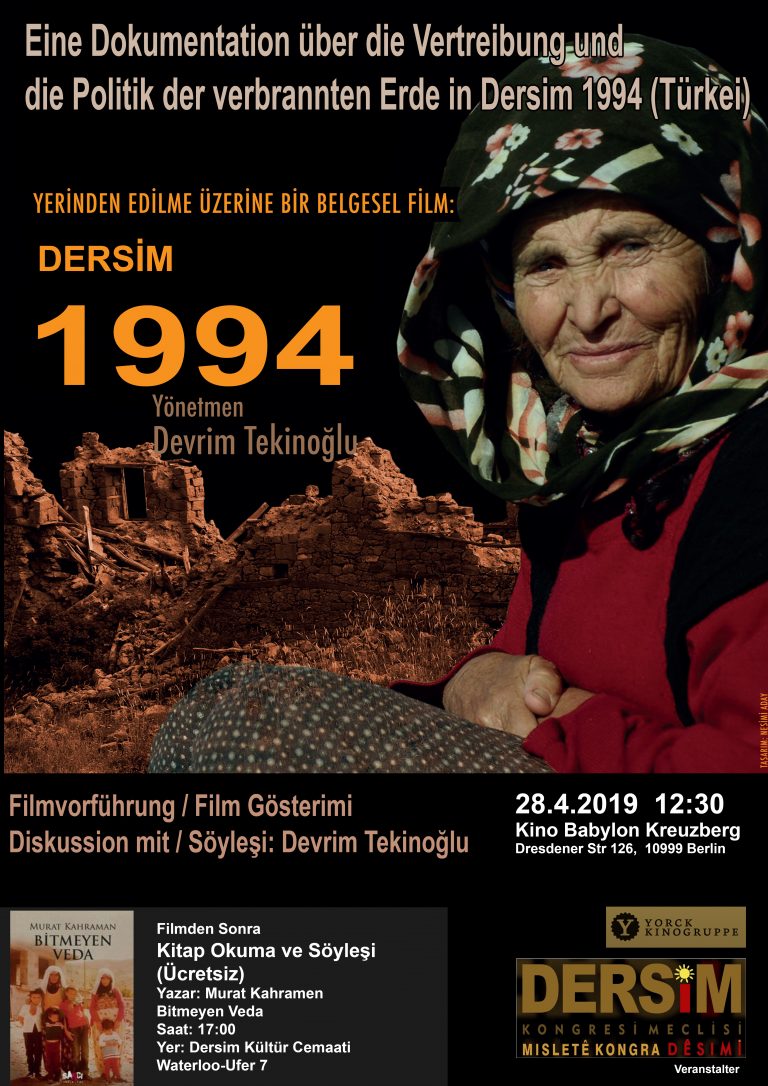 Eine Dokumentation über die Vertreibung und
die Politik der verbrannten Erde in Dersim 1994 (Türkei)
YERİNDEN EDİLME ÜZERİNE BİR BELGESEL FİLM:
DERSİM
1994
Yönetmen
Devrim Tekinoğlu
TASARIM: NESİMİ ADAY
Filmvorführung / Film Gösterimi
Diskussion mit / Söyleşi: Devrim Tekinoğlu
28.4.2019 12:30
Kino Babylon Kreuzberg
Dresdener Str 126, 10999 Berlin
MURAT KAHRAMAN
BİTMEYEN
VEDA
Filmden Sonra
Kitap Okuma ve Söyleşi
(Ücretsiz)
Yazar: Murat Kahramen
Bitmeyen Veda
Saat: 17:00
Yer: Dersim Kültür Cemaati
Waterloo-Ufer 7
Y
YORCK
KINOGRUPPE
DERSiM
KONGRESİ MECLİSİ
MISLETÊ KONGRA DÊSIMİ
Veranstalter